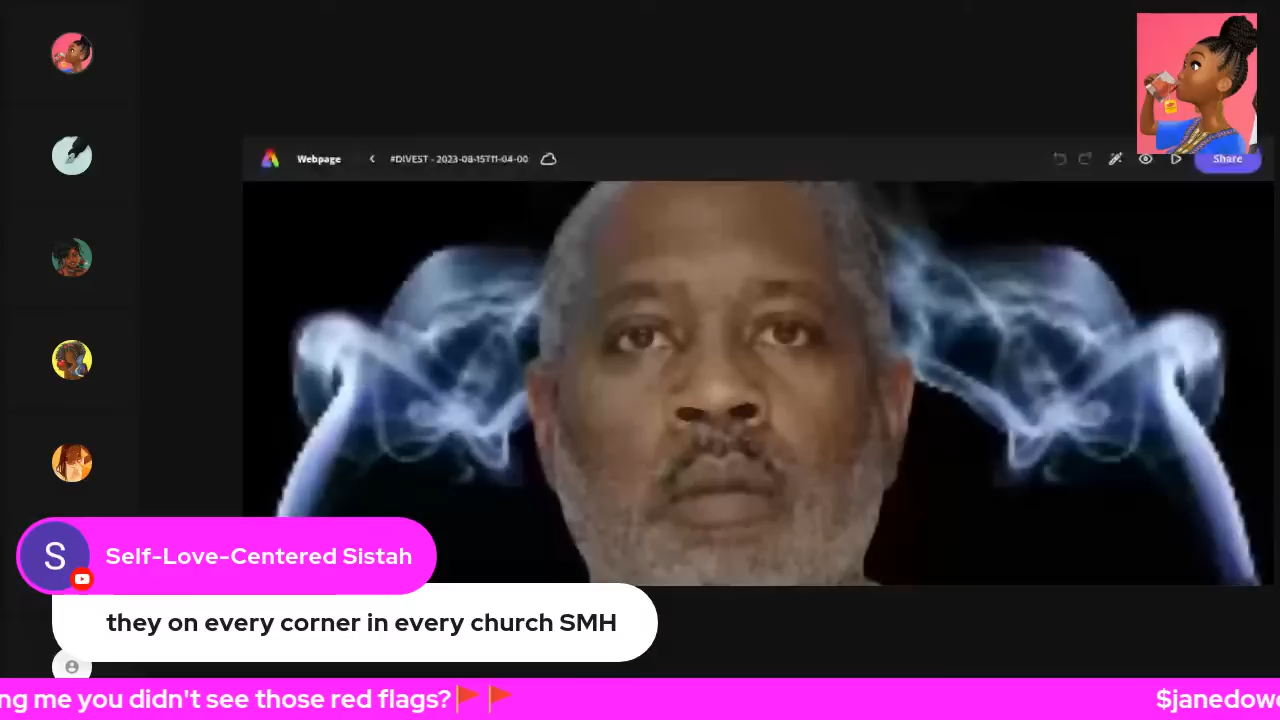 Webpage
#DIVEST - 2023-08-15T11-04-00
Share
S
Self-Love-Centered Sistah
they on every corner in every church SMH
ng me you didn't see those red flags?🚩 🚩
$janedow